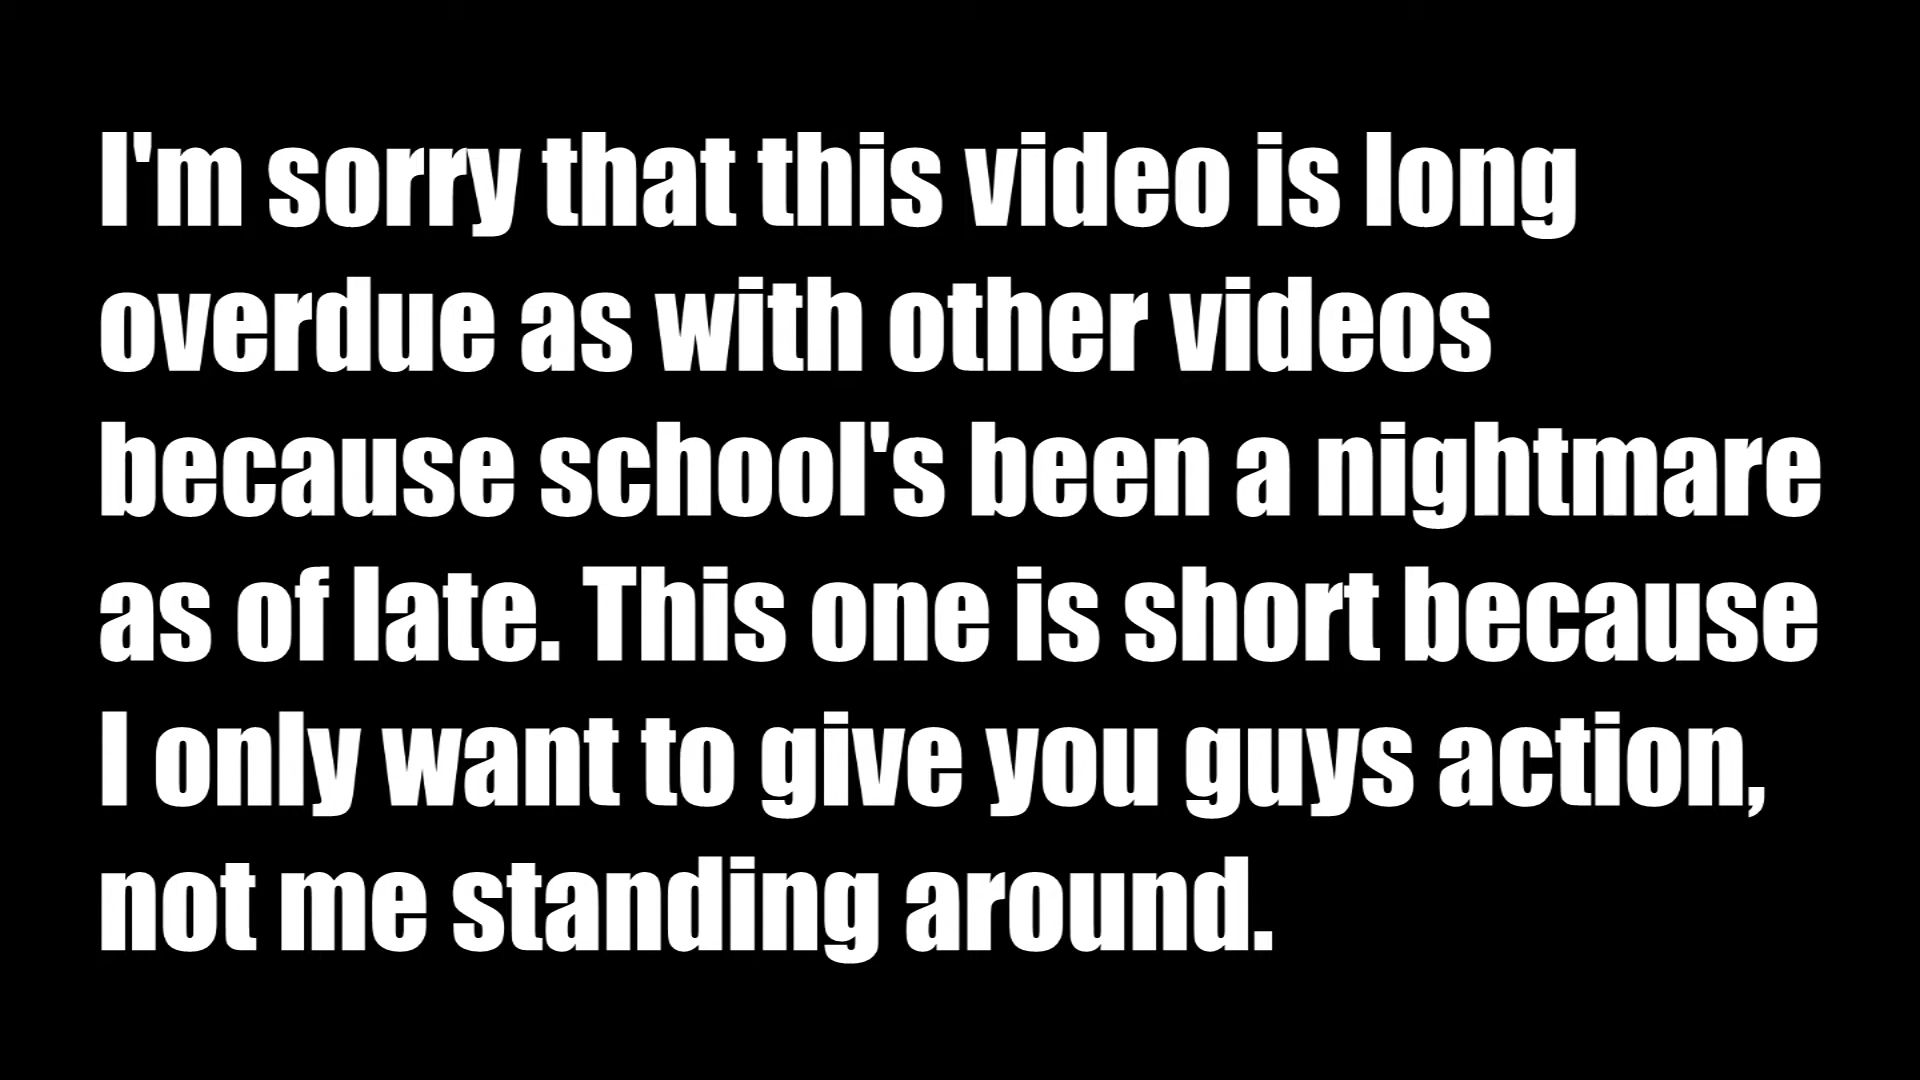 I'm sorry that this video is long
overdue as with other videos
because school's been a nightmare
as of late. This one is short because
I only want to give you guys action,
not me standing around.